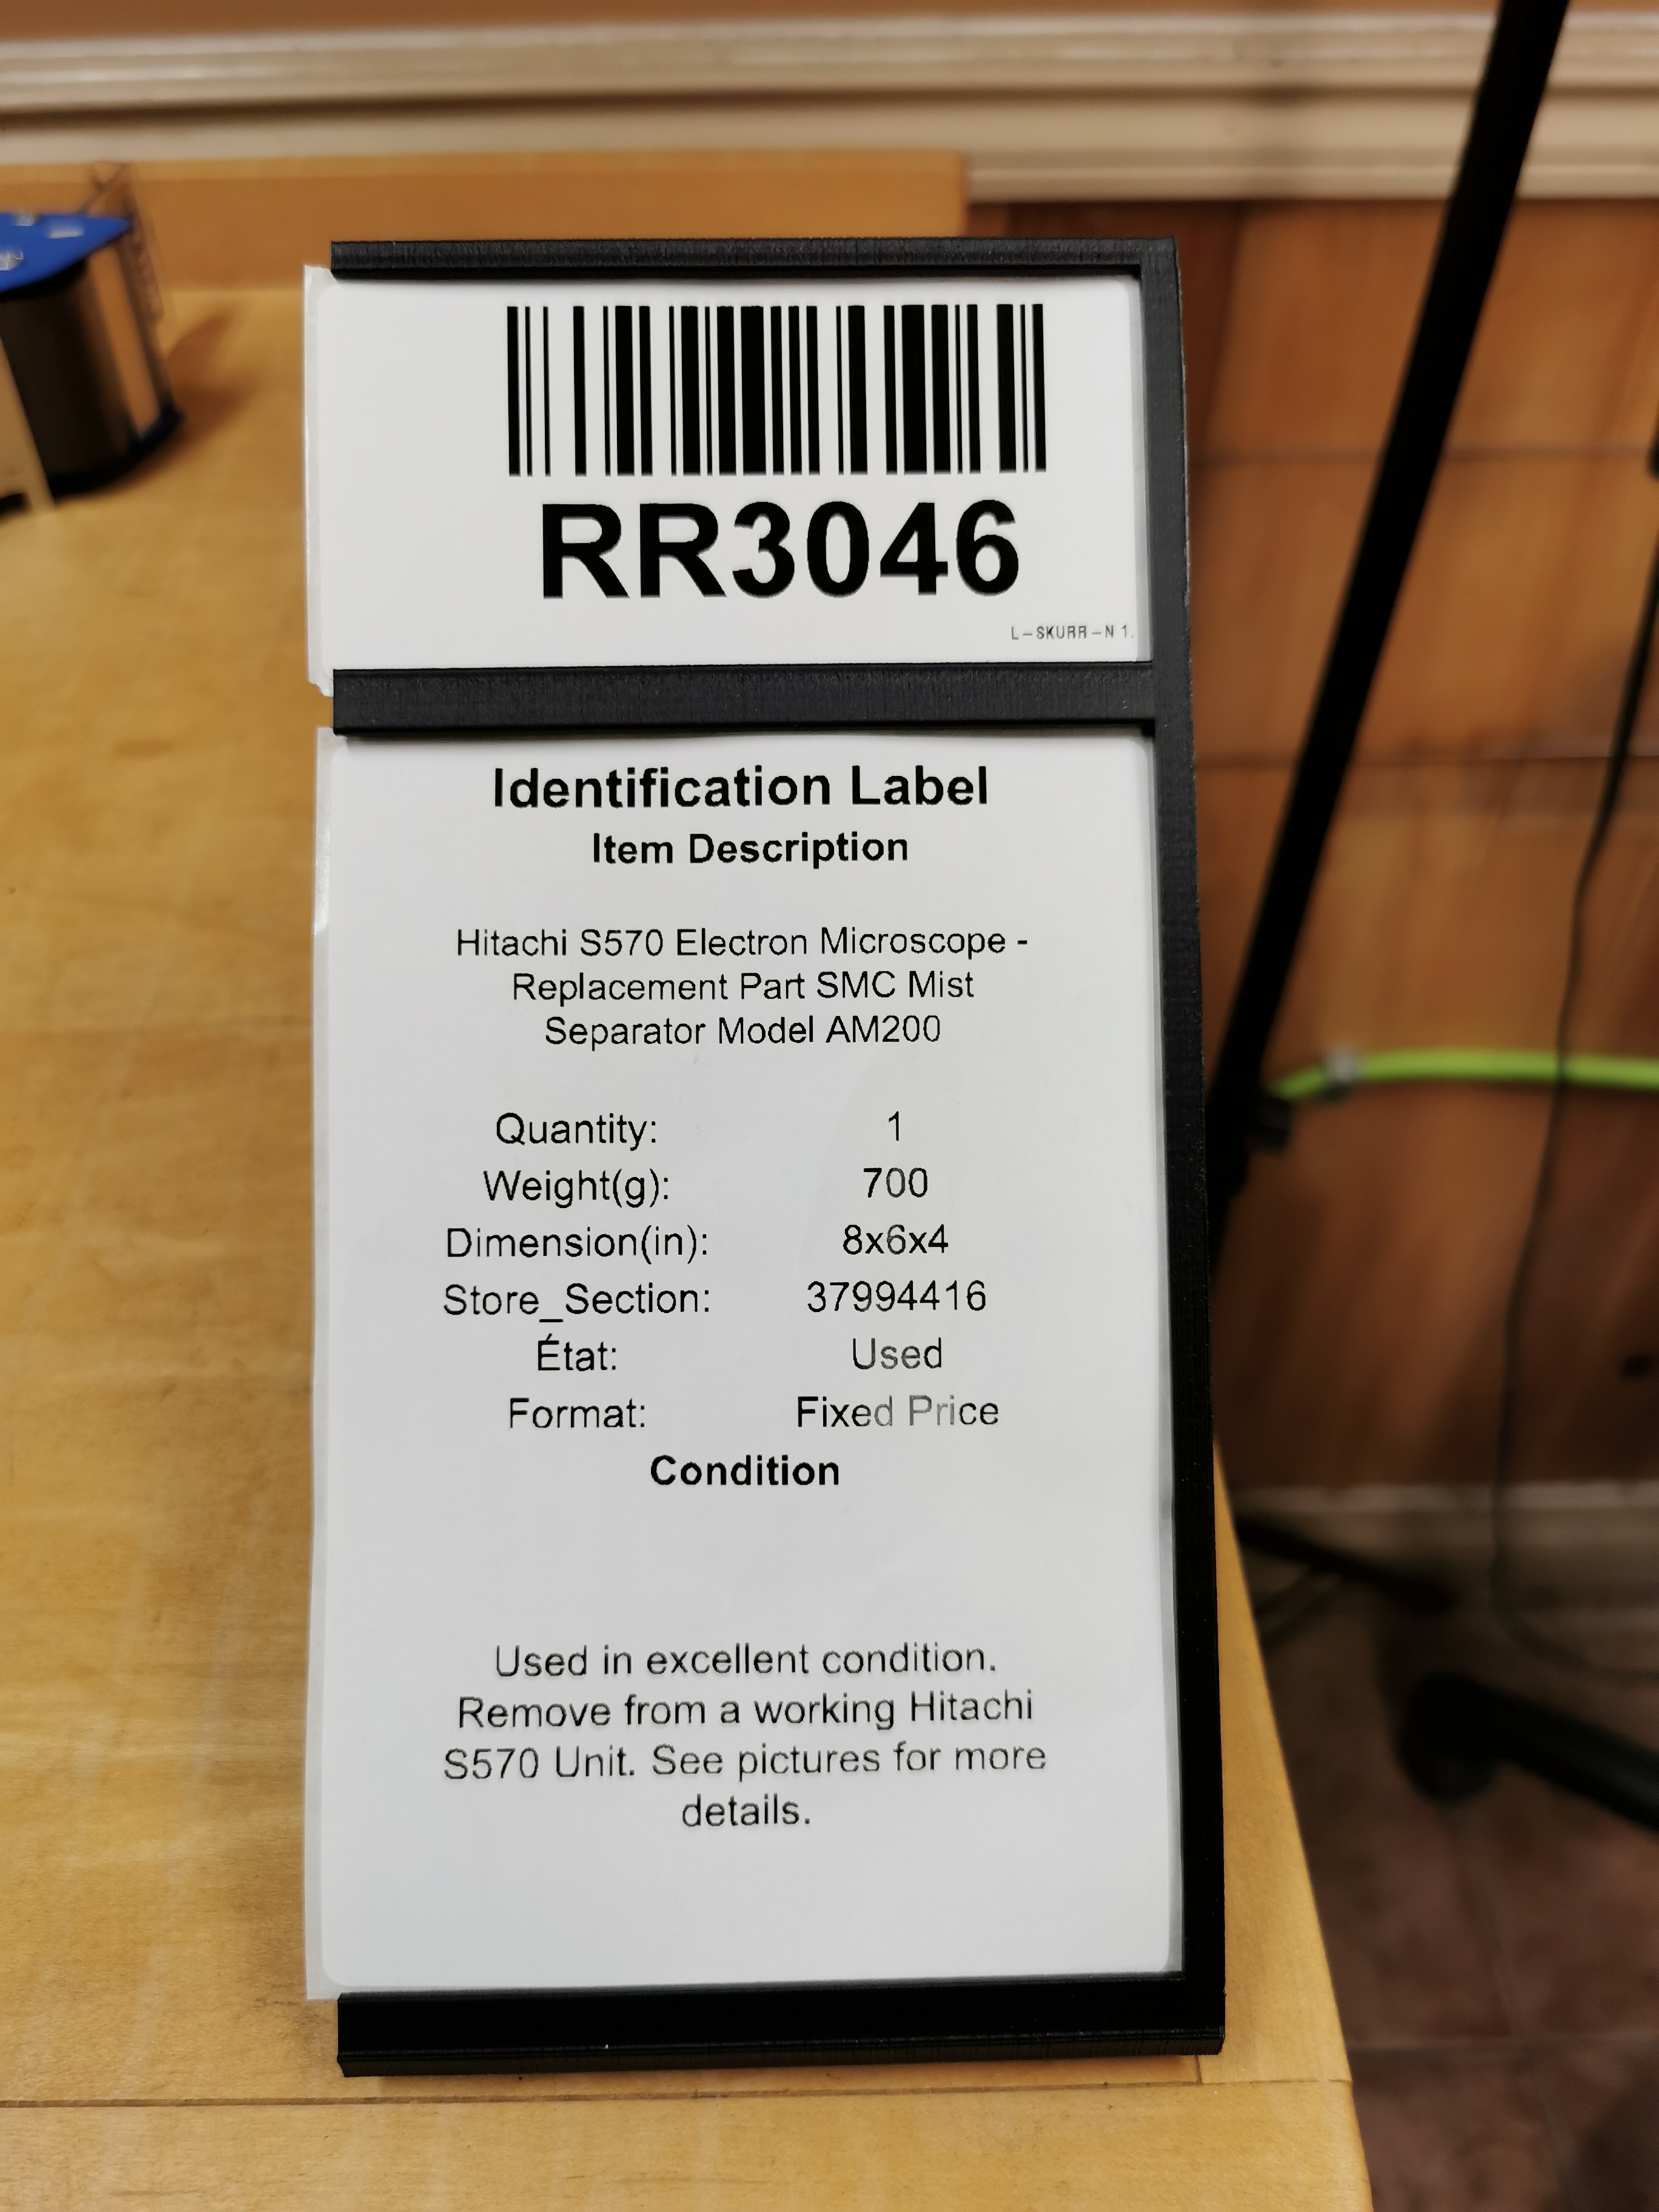 RR3046
L-SKURR-N 1.
Identification Label
Item Description
Hitachi S570 Electron Microscope -
Replacement Part SMC Mist
Separator Model AM200
Quantity: 1
Weight(g): 700
Dimension(in): 8x6x4
Store_Section: 37994416
État: Used
Format: Fixed Price
Condition
Used in excellent condition.
Remove from a working Hitachi
S570 Unit. See pictures for more
details.